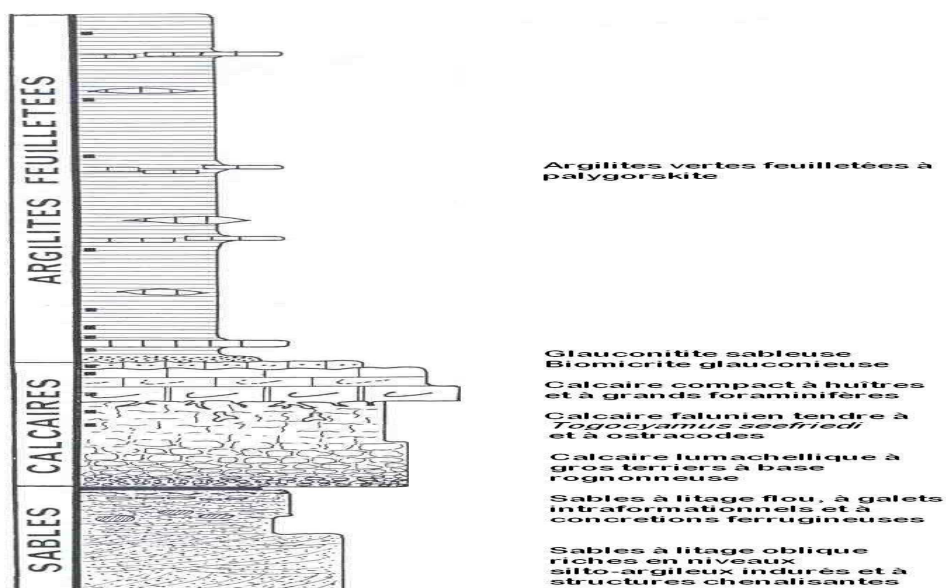 ARGILITES FEUILLETEES
CALCAIRES
SABLES
Argilites vertes feuilletées à
palygorskite
Glauconitite sableuse
Biomicrite glauconieuse
Calcaire compact à huîtres
et à grands foraminifères
Calcaire falunien tendre à
Togocyamus seefriedi
et à ostracodes
Calcaire lumachellique à
gros terriers à base
rognonneuse
Sables à litage flou, à galets
intraformationnels et à
concretions ferrugineuses
Sables à litage oblique
riches en niveaux
silto-argileux indurés et à
structures chenalisantes